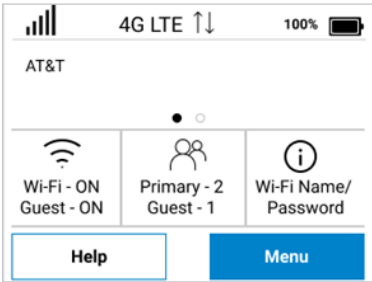 4G LTE ↑↓ 100%
AT&T
Wi-Fi - ON
Guest - ON
Primary - 2
Guest - 1
Wi-Fi Name/
Password
Help
Menu